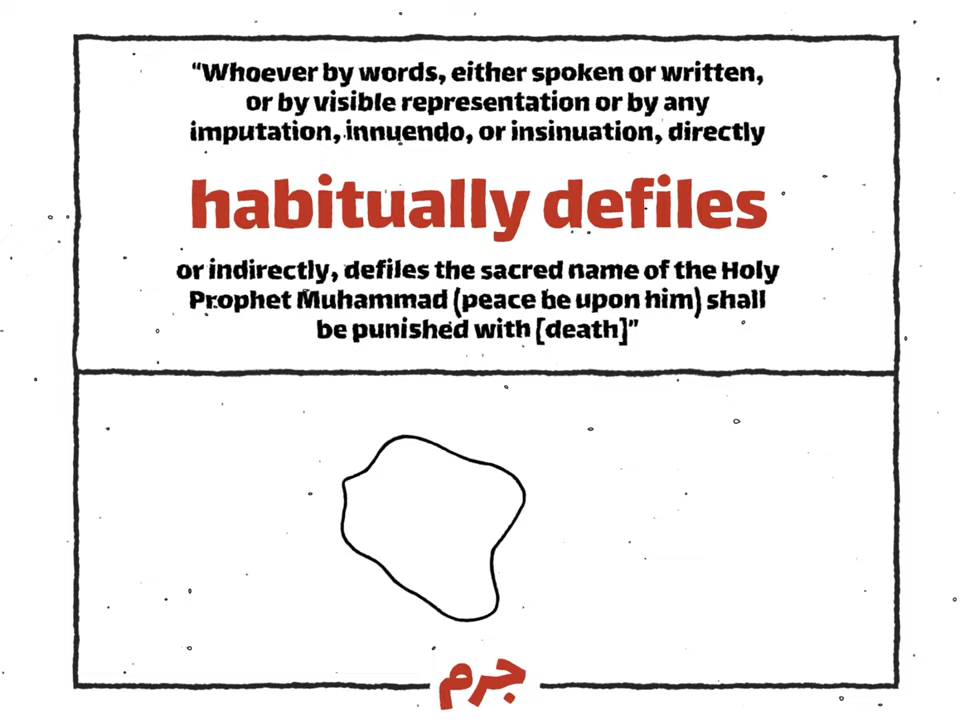 “Whoever by words, either spoken or written,
or by visible representation or by any
imputation, innuendo, or insinuation, directly
habitually defiles
or indirectly, defiles the sacred name of the Holy
Prophet Muhammad (peace be upon him) shall
be punished with [death]”
جرم